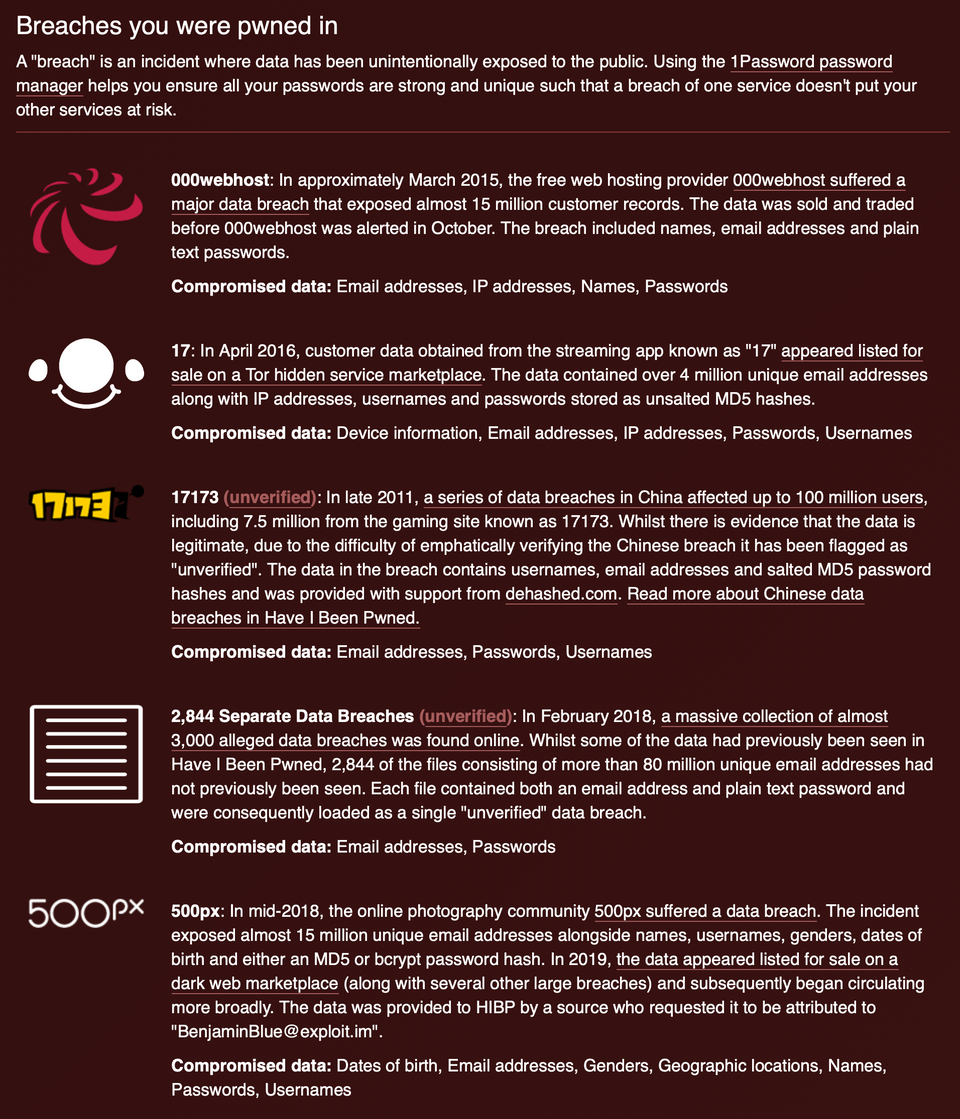 Breaches you were pwned in
A "breach" is an incident where data has been unintentionally exposed to the public. Using the 1Password password
manager helps you ensure all your passwords are strong and unique such that a breach of one service doesn't put your
other services at risk.
000webhost: In approximately March 2015, the free web hosting provider 000webhost suffered a
major data breach that exposed almost 15 million customer records. The data was sold and traded
before 000webhost was alerted in October. The breach included names, email addresses and plain
text passwords.
Compromised data: Email addresses, IP addresses, Names, Passwords
17: In April 2016, customer data obtained from the streaming app known as "17" appeared listed for
sale on a Tor hidden service marketplace. The data contained over 4 million unique email addresses
along with IP addresses, usernames and passwords stored as unsalted MD5 hashes.
Compromised data: Device information, Email addresses, IP addresses, Passwords, Usernames
17173
17173 (unverified): In late 2011, a series of data breaches in China affected up to 100 million users,
including 7.5 million from the gaming site known as 17173. Whilst there is evidence that the data is
legitimate, due to the difficulty of emphatically verifying the Chinese breach it has been flagged as
"unverified". The data in the breach contains usernames, email addresses and salted MD5 password
hashes and was provided with support from dehashed.com. Read more about Chinese data
breaches in Have I Been Pwned.
Compromised data: Email addresses, Passwords, Usernames
2,844 Separate Data Breaches (unverified): In February 2018, a massive collection of almost
3,000 alleged data breaches was found online. Whilst some of the data had previously been seen in
Have I Been Pwned, 2,844 of the files consisting of more than 80 million unique email addresses had
not previously been seen. Each file contained both an email address and plain text password and
were consequently loaded as a single "unverified" data breach.
Compromised data: Email addresses, Passwords
500px
500px: In mid-2018, the online photography community 500px suffered a data breach. The incident
exposed almost 15 million unique email addresses alongside names, usernames, genders, dates of
birth and either an MD5 or bcrypt password hash. In 2019, the data appeared listed for sale on a
dark web marketplace (along with several other large breaches) and subsequently began circulating
more broadly. The data was provided to HIBP by a source who requested it to be attributed to
"BenjaminBlue@exploit.im".
Compromised data: Dates of birth, Email addresses, Genders, Geographic locations, Names,
Passwords, Usernames